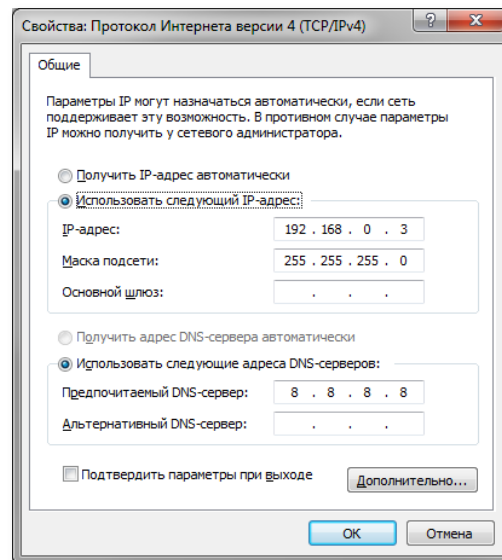 Свойства: Протокол Интернета версии 4 (TCP/IPv4)
Общие
Параметры IP могут назначаться автоматически, если сеть
поддерживает эту возможность. В противном случае параметры
IP можно получить у сетевого администратора.
Получить IP-адрес автоматически
Использовать следующий IP-адрес:
IP-адрес: 192 . 168 . 0 . 3
Маска подсети: 255 . 255 . 255 . 0
Основной шлюз: . . .
Получить адрес DNS-сервера автоматически
Использовать следующие адреса DNS-серверов:
Предпочитаемый DNS-сервер: 8 . 8 . 8 . 8
Альтернативный DNS-сервер: . . .
Подтвердить параметры при выходе
Дополнительно...
ОК Отмена